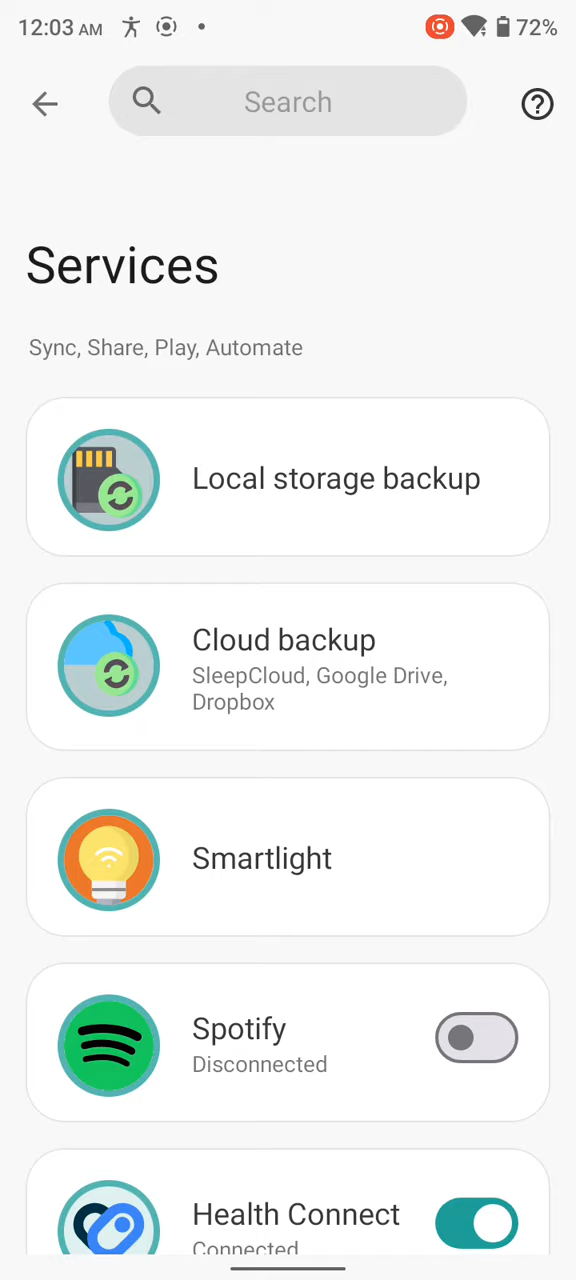 12:03 AM
72%
Search
Services
Sync, Share, Play, Automate
Local storage backup
Cloud backup
SleepCloud, Google Drive,
Dropbox
Smartlight
Spotify
Disconnected
Health Connect
Connected